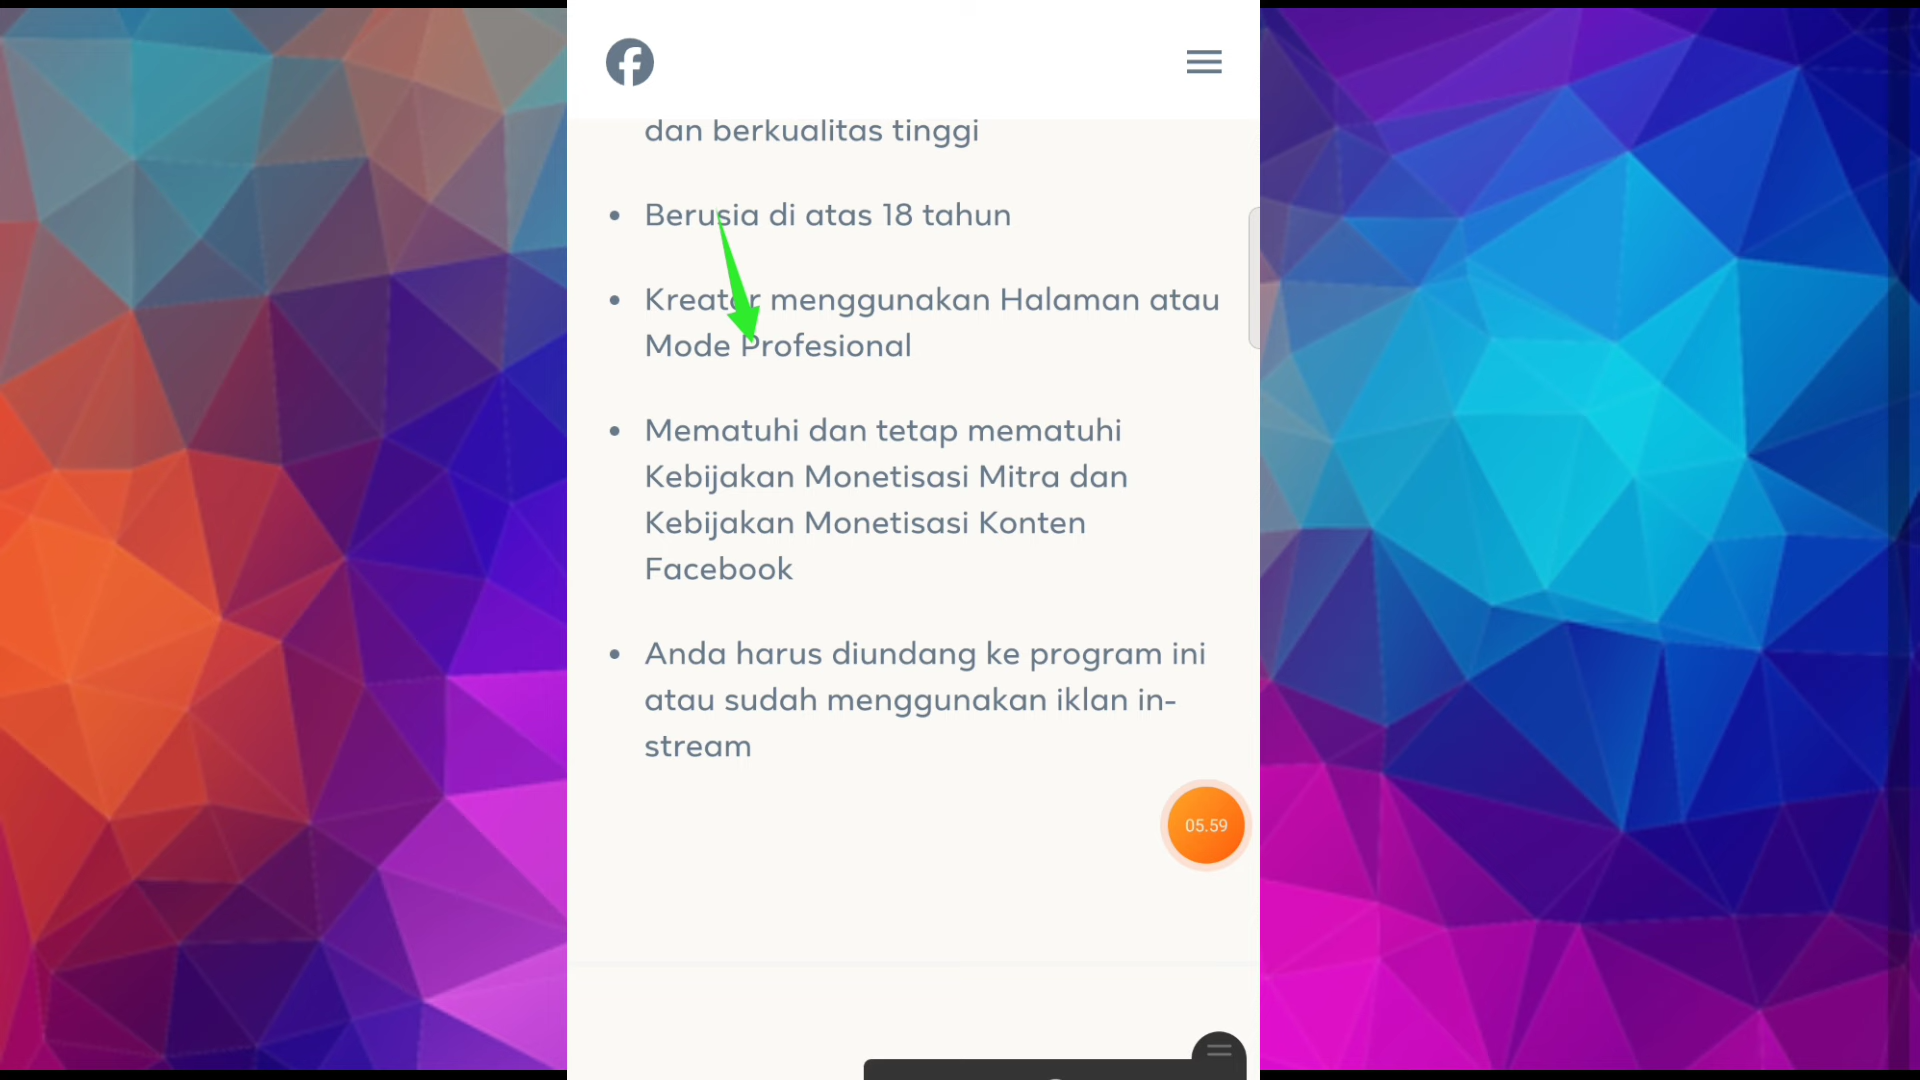 dan berkualitas tinggi
Berusia di atas 18 tahun
Kreator menggunakan Halaman atau
Mode Profesional
Mematuhi dan tetap mematuhi
Kebijakan Monetisasi Mitra dan
Kebijakan Monetisasi Konten
Facebook
Anda harus diundang ke program ini
atau sudah menggunakan iklan in-
stream
05.59